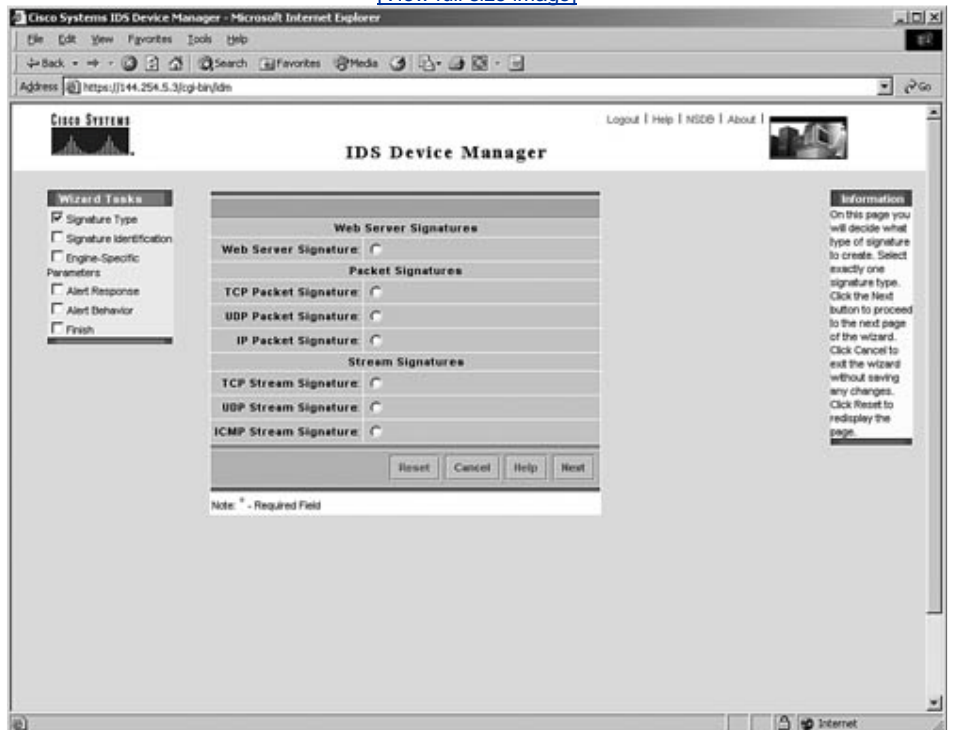 [View full size image]
Cisco Systems IDS Device Manager - Microsoft Internet Explorer
File Edit View Favorites Tools Help
Back Search Favorites Media
Address https://144.254.5.3/cgi-bin/idm Go
CISCO SYSTEMS
Logout | Help | NSDB | About |
IDS Device Manager
Wizard Tasks
Signature Type
Signature Identification
Engine-Specific
Parameters
Alert Response
Alert Behavior
Finish
Web Server Signatures
Web Server Signature:
Packet Signatures
TCP Packet Signature:
UDP Packet Signature:
IP Packet Signature:
Stream Signatures
TCP Stream Signature:
UDP Stream Signature:
ICMP Stream Signature:
Reset Cancel Help Next
Note: * - Required Field
Information
On this page you
will decide what
type of signature
to create. Select
exactly one
signature type.
Click the Next
button to proceed
to the next page
of the wizard.
Click Cancel to
exit the wizard
without saving
any changes.
Click Reset to
redisplay the
page.
Internet